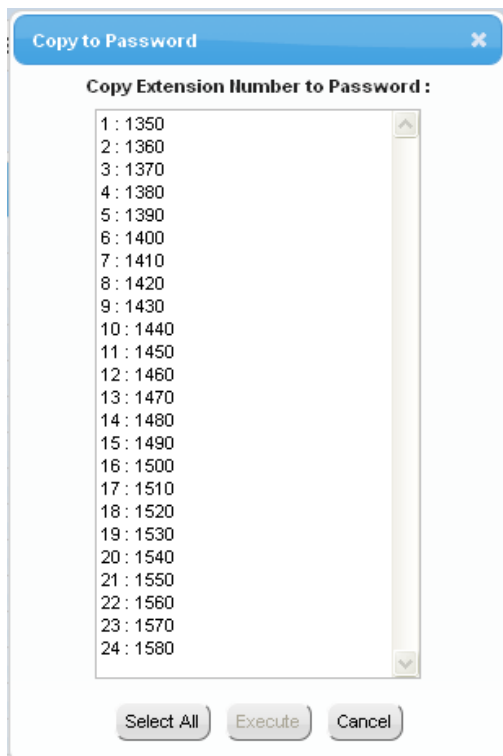 Copy to Password
Copy Extension Number to Password :
1 : 1350
2 : 1360
3 : 1370
4 : 1380
5 : 1390
6 : 1400
7 : 1410
8 : 1420
9 : 1430
10 : 1440
11 : 1450
12 : 1460
13 : 1470
14 : 1480
15 : 1490
16 : 1500
17 : 1510
18 : 1520
19 : 1530
20 : 1540
21 : 1550
22 : 1560
23 : 1570
24 : 1580
Select All Execute Cancel